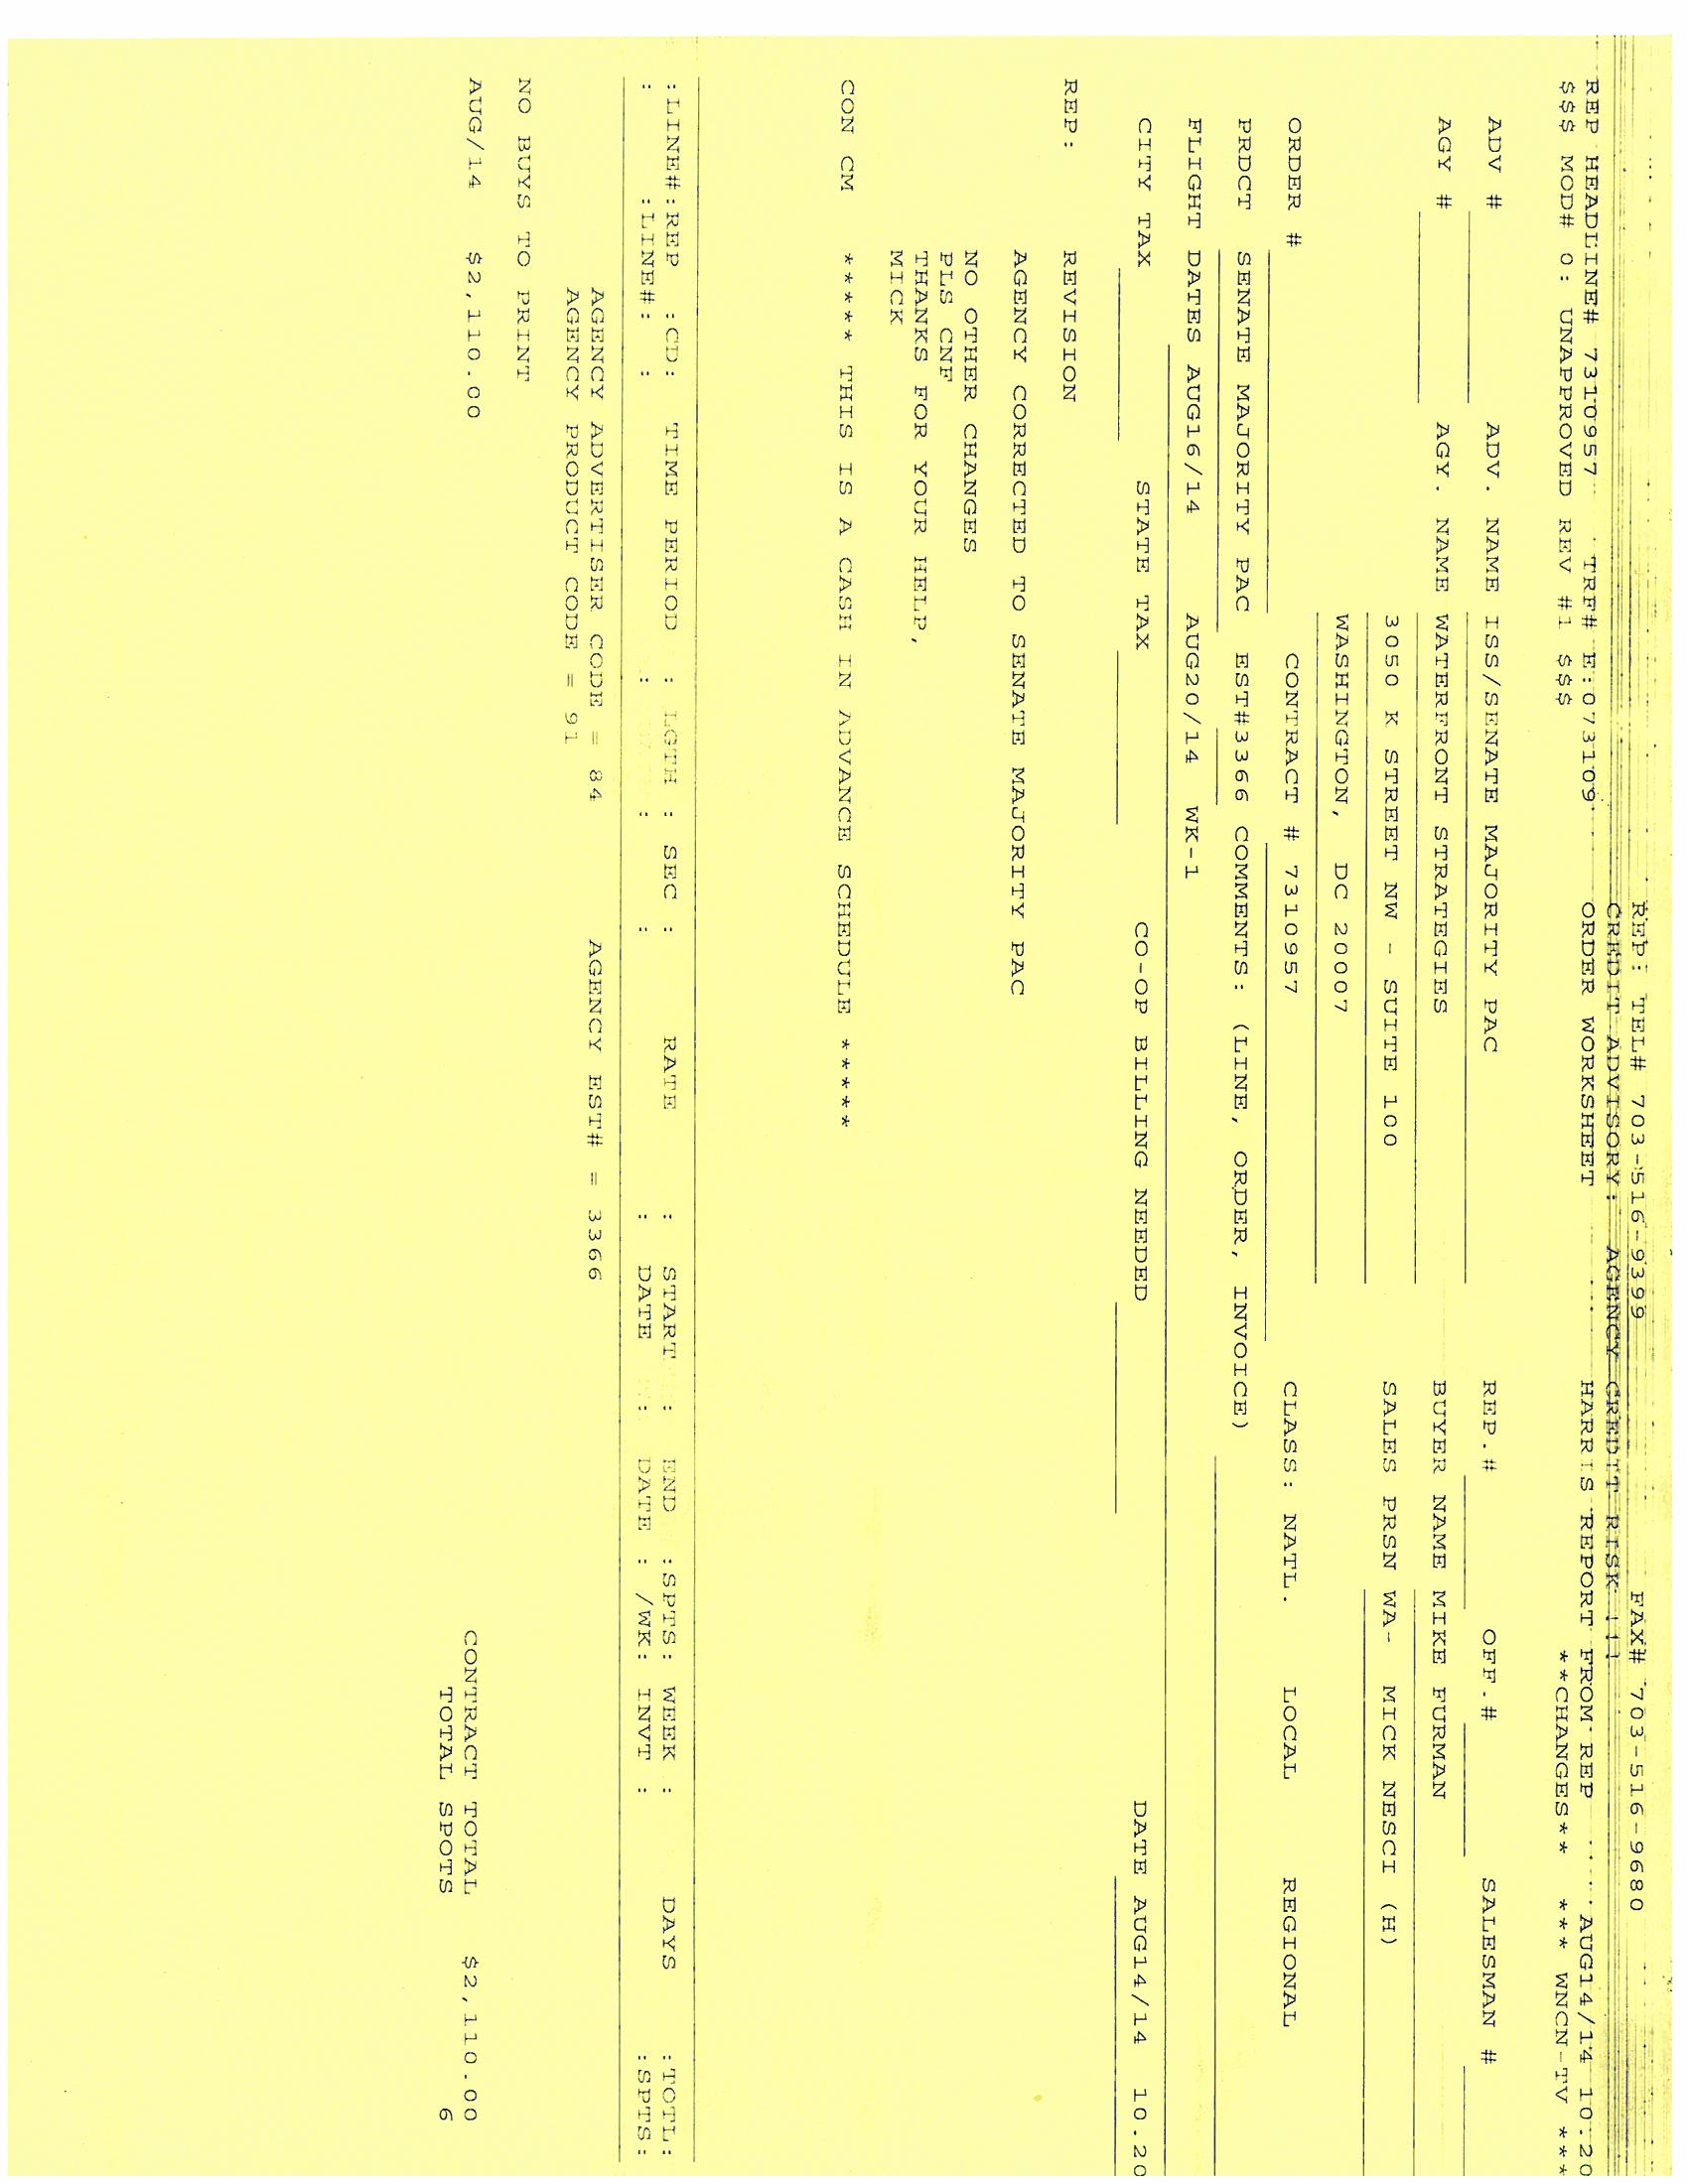 REP: TEL# 703-516-9399 FAX# 703-516-9680
CREDIT ADVISORY: AGENCY CREDIT RISK !!!
REP HEADLINE# 7310957 TRF# E:073109 ORDER WORKSHEET HARRIS REPORT FROM REP AUG14/14 10.20
$$$ MOD# 0: UNAPPROVED REV #1 $$$ **CHANGES** *** WNCN-TV ***
ADV # ADV. NAME ISS/SENATE MAJORITY PAC REP.# OFF.# SALESMAN #
AGY # AGY. NAME WATERFRONT STRATEGIES BUYER NAME MIKE FURMAN
3050 K STREET NW - SUITE 100 SALES PRSN WA- MICK NESCI (H)
WASHINGTON, DC 20007
ORDER # CONTRACT # 7310957 CLASS: NATL. LOCAL REGIONAL
PRDCT SENATE MAJORITY PAC EST#3366 COMMENTS: (LINE, ORDER, INVOICE)
FLIGHT DATES AUG16/14 AUG20/14 WK-1
CITY TAX STATE TAX CO-OP BILLING NEEDED DATE AUG14/14 10.20
REP: REVISION
AGENCY CORRECTED TO SENATE MAJORITY PAC
NO OTHER CHANGES
PLS CNF
THANKS FOR YOUR HELP,
MICK
CON CM ***** THIS IS A CASH IN ADVANCE SCHEDULE *****
:LINE#:REP :CD: TIME PERIOD : LGTH : SEC : RATE : START : END :SPTS: WEEK : DAYS :TOTL:
: :LINE#: : : : : : DATE : DATE : /WK: INVT : :SPTS:
AGENCY ADVERTISER CODE = 84 AGENCY EST# = 3366
AGENCY PRODUCT CODE = 91
NO BUYS TO PRINT
AUG/14 $2,110.00 CONTRACT TOTAL $2,110.00
TOTAL SPOTS 6